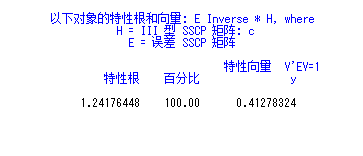 以下对象的特性根和向量: E Inverse * H, where
H = III 型 SSCP 矩阵: c
E = 误差 SSCP 矩阵
特性向量 V'EV=1
特性根 百分比 y
1.24176448 100.00 0.41278324